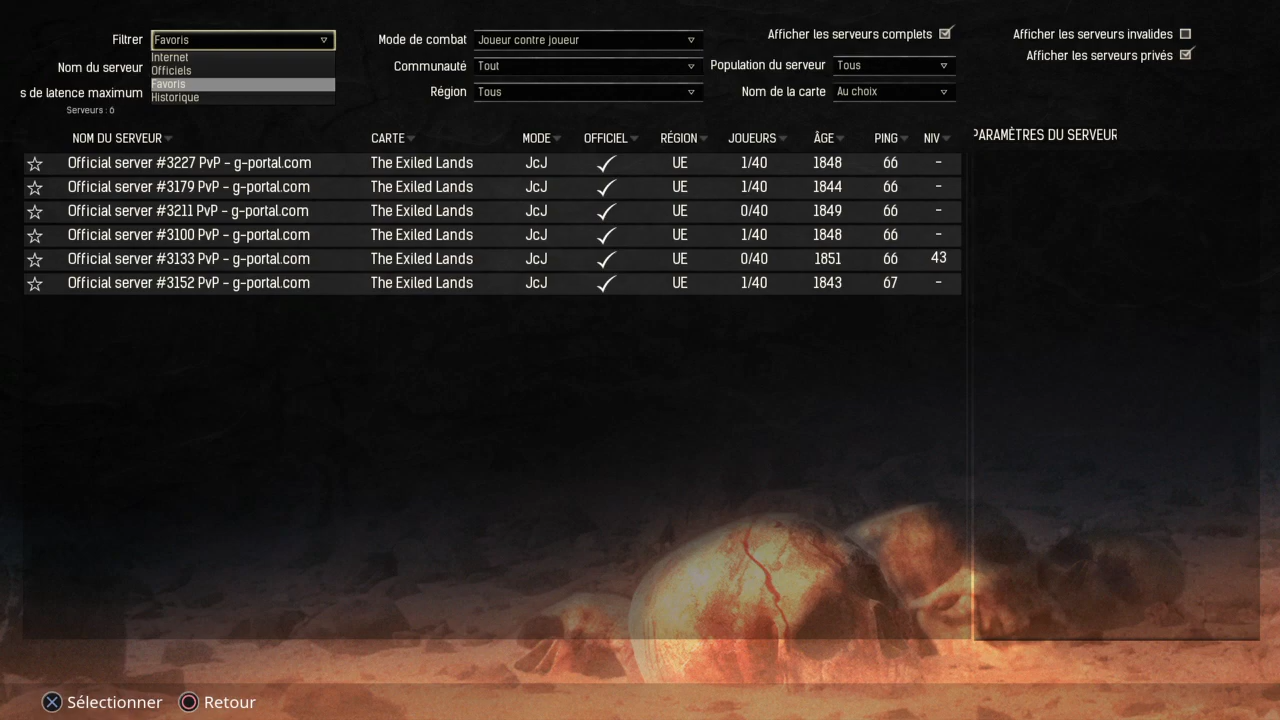 Filtrer Favoris Mode de combat Joueur contre joueur Afficher les serveurs complets Afficher les serveurs invalides
Internet
Officiels
Favoris
Historique
Nom du serveur Communauté Tout Population du serveur Tous Afficher les serveurs privés
s de latence maximum Région Tous Nom de la carte Au choix
Serveurs : 6
NOM DU SERVEUR CARTE MODE OFFICIEL RÉGION JOUEURS ÂGE PING NIV PARAMÈTRES DU SERVEUR
Official server #3227 PvP - g-portal.com The Exiled Lands JcJ UE 1/40 1848 66 -
Official server #3179 PvP - g-portal.com The Exiled Lands JcJ UE 1/40 1844 66 -
Official server #3211 PvP - g-portal.com The Exiled Lands JcJ UE 0/40 1849 66 -
Official server #3100 PvP - g-portal.com The Exiled Lands JcJ UE 1/40 1848 66 -
Official server #3133 PvP - g-portal.com The Exiled Lands JcJ UE 0/40 1851 66 43
Official server #3152 PvP - g-portal.com The Exiled Lands JcJ UE 1/40 1843 67 -
Sélectionner Retour